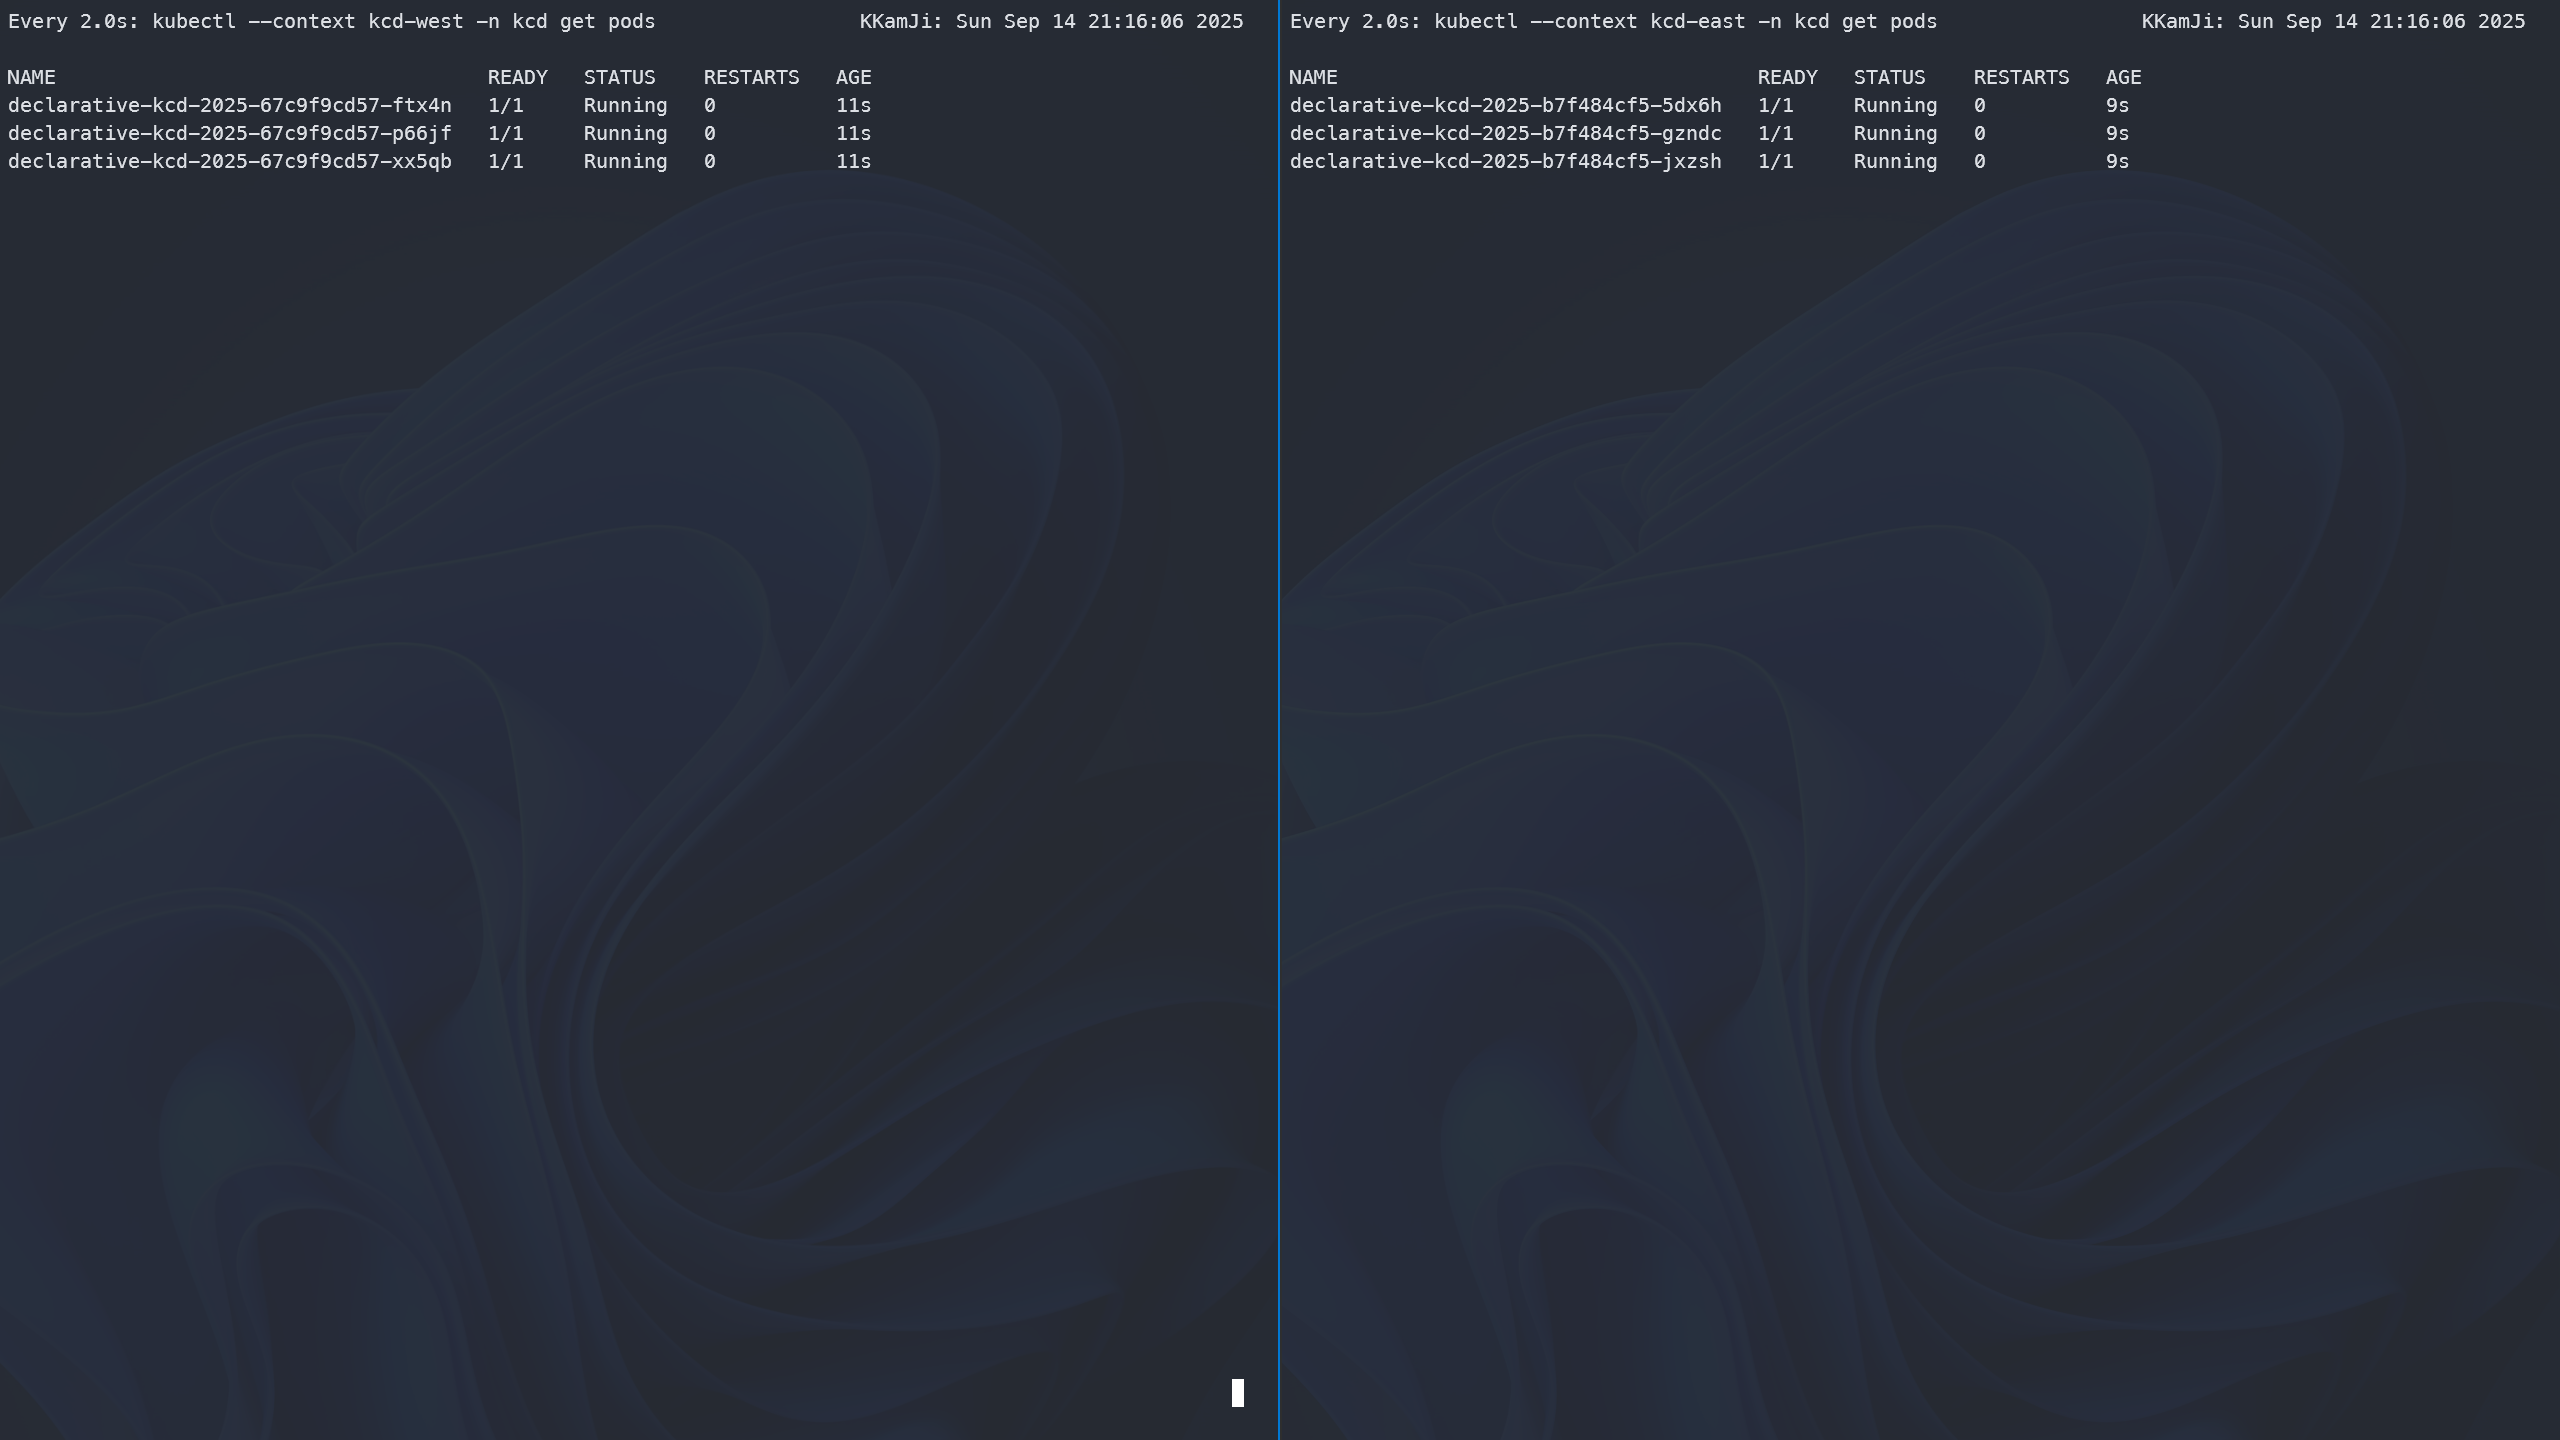 Every 2.0s: kubectl --context kcd-west -n kcd get pods KKamJi: Sun Sep 14 21:16:06 2025
NAME READY STATUS RESTARTS AGE
declarative-kcd-2025-67c9f9cd57-ftx4n 1/1 Running 0 11s
declarative-kcd-2025-67c9f9cd57-p66jf 1/1 Running 0 11s
declarative-kcd-2025-67c9f9cd57-xx5qb 1/1 Running 0 11s
Every 2.0s: kubectl --context kcd-east -n kcd get pods KKamJi: Sun Sep 14 21:16:06 2025
NAME READY STATUS RESTARTS AGE
declarative-kcd-2025-b7f484cf5-5dx6h 1/1 Running 0 9s
declarative-kcd-2025-b7f484cf5-gzndc 1/1 Running 0 9s
declarative-kcd-2025-b7f484cf5-jxzsh 1/1 Running 0 9s